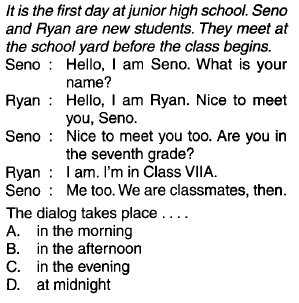 It is the first day at junior high school. Seno
and Ryan are new students. They meet at
the school yard before the class begins.
Seno : Hello, I am Seno. What is your
name?
Ryan : Hello, I am Ryan. Nice to meet
you, Seno.
Seno : Nice to meet you too. Are you in
the seventh grade?
Ryan : I am. I'm in Class VIIA.
Seno : Me too. We are classmates, then.
The dialog takes place . . . .
A. in the morning
B. in the afternoon
C. in the evening
D. at midnight